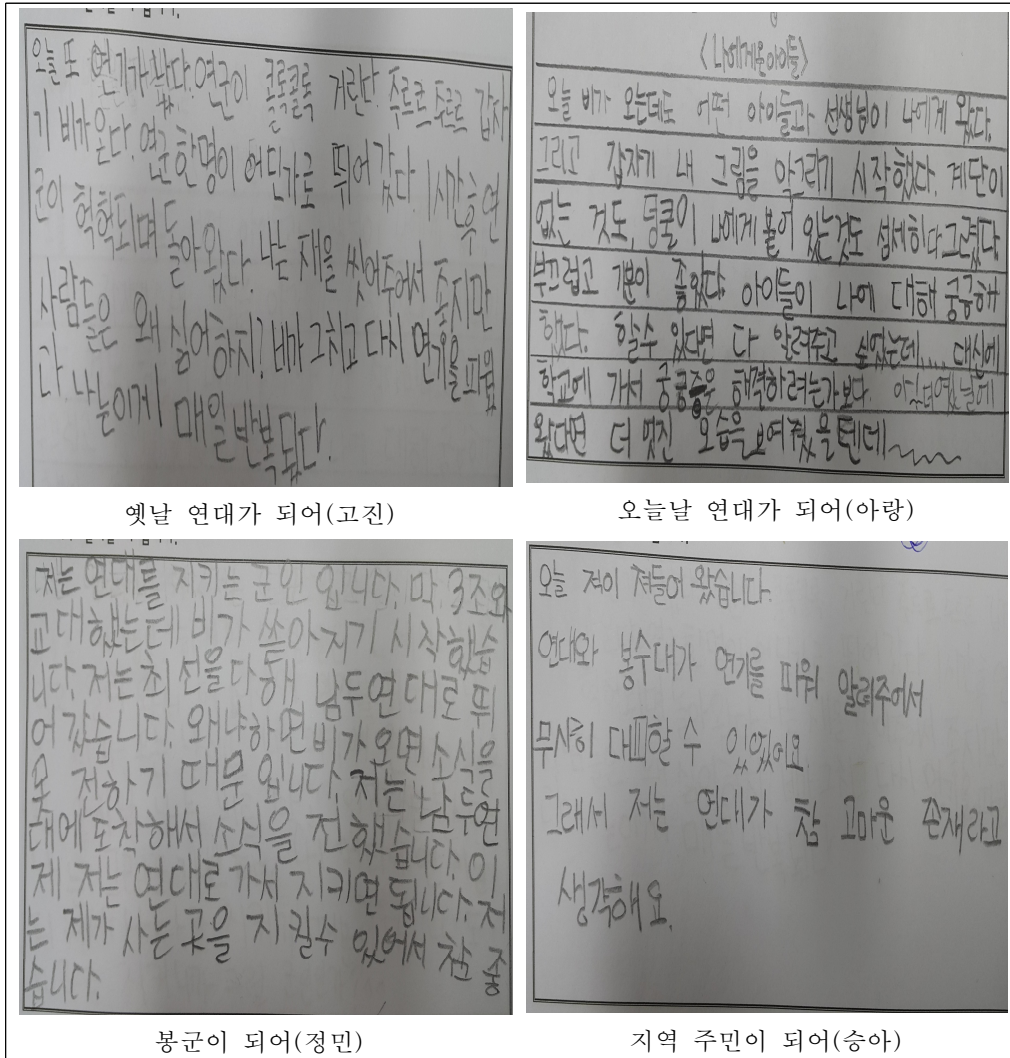 오늘 또 연기가 났다. 연군이 콜록콜록 거린다. 주르르 주르르 갑자
기 비가 온다. 연군 한명이 어딘가로 뛰어 갔다. 1시간 후 연
군이 헉헉되며 돌아왔다. 나는 재를 씻어주어서 좋지만
사람들은 왜 싫어 하지? 비가 그치고 다시 연기을 피웠
다. 나는 이게 매일 반복됬다.
옛날 연대가 되어(고진)
<나에게온아이들>
오늘 비가 오는데도 어떤 아이들과 선생님이 나에게 왔다.
그리고 갑자기 내 그림을 막그리기 시작했다. 계단이
없는 것도, 덩쿨이 나에게 붙어 있는것도 섬세하다 그렸다.
부끄럽고 기분이 좋았다. 아이들이 나에 대해 궁궁해
했다. 할수 있다면 다 알려주고 싶었는데... 대신에
학교에 가서 궁궁증은 해결하려는가보다. 옛날에
왔다면 더 멋진 모습을 보여줬을텐데~~~
오늘날 연대가 되어(아랑)
저는 연대를 지키는 군인 입니다. 막 3조와
교대했는데 비가 쏟아지기 시작했습
니다. 저는 최선을 다해 남두연대로 뛰
어 갔습니다. 왜냐하면 비가 오면 소식을
못 전하기 때문 입니다. 저는 남두연
대에 도착해서 소식을 전했습니다. 이
제 저는 연대로 가서 지키면 됩니다. 저
는 제가 사는 곳을 지킬수 있어서 참 좋
습니다.
봉군이 되어(정민)
오늘 적이 쳐들어 왔습니다.
연대와 봉수대가 연기를 피워 알려주어서
무사히 대피할 수 있었어요.
그래서 저는 연대가 참 고마운 존재라고
생각해요.
지역 주민이 되어(승아)